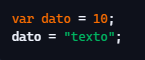 var dato = 10;
dato = "texto";